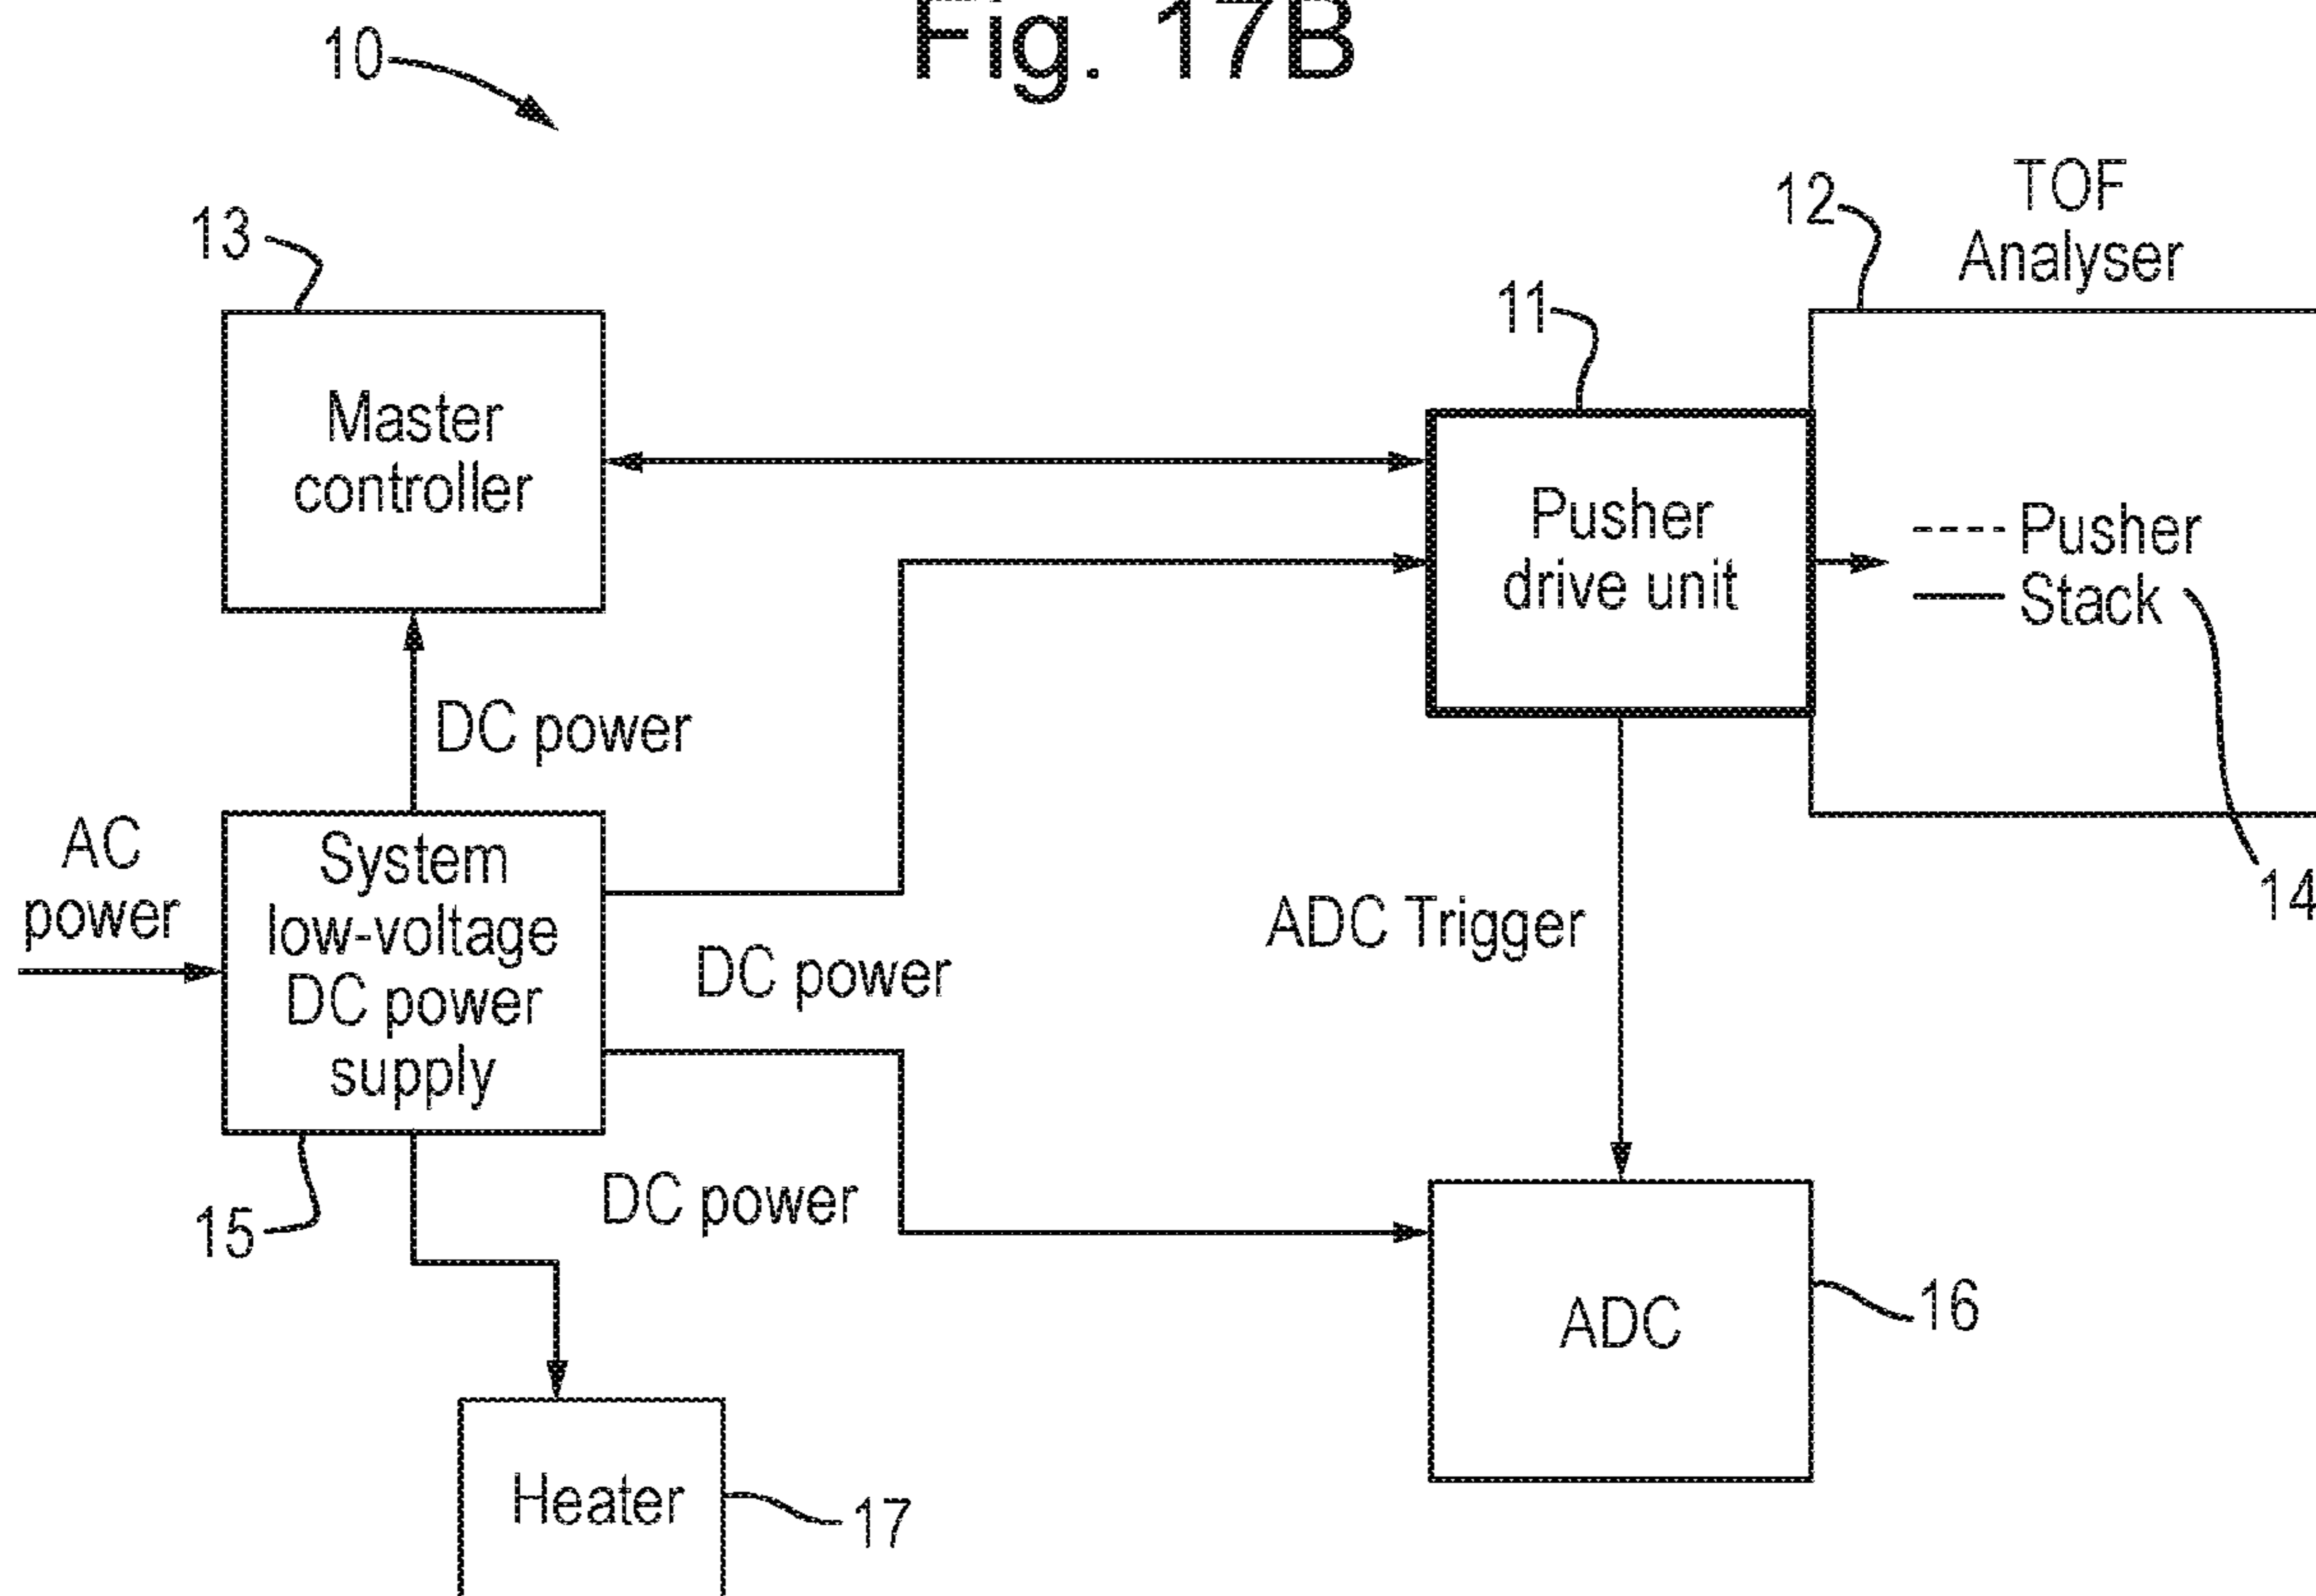 Fig. 17B
10
13
12
TOF
Analyser
11
Master
controller
Pusher
drive unit
Pusher
Stack
14
DC power
AC
power
System
low-voltage
DC power
supply
DC power
ADC Trigger
15
DC power
ADC
16
Heater
17